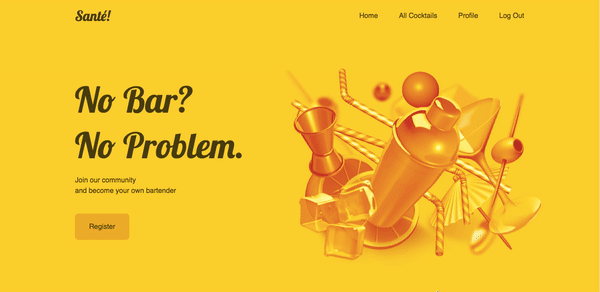 Santé!
Home
All Cocktails
Profile
Log Out
No Bar?
No Problem.
Join our community
and become your own bartender
Register